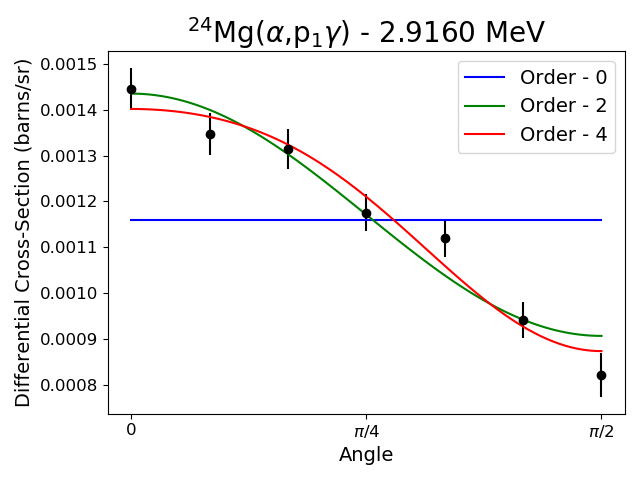 ²⁴Mg(α,p₁γ) - 2.9160 MeV
Differential Cross-Section (barns/sr)
0.0015
0.0014
0.0013
0.0012
0.0011
0.0010
0.0009
0.0008
Order - 0
Order - 2
Order - 4
0
π/4
π/2
Angle